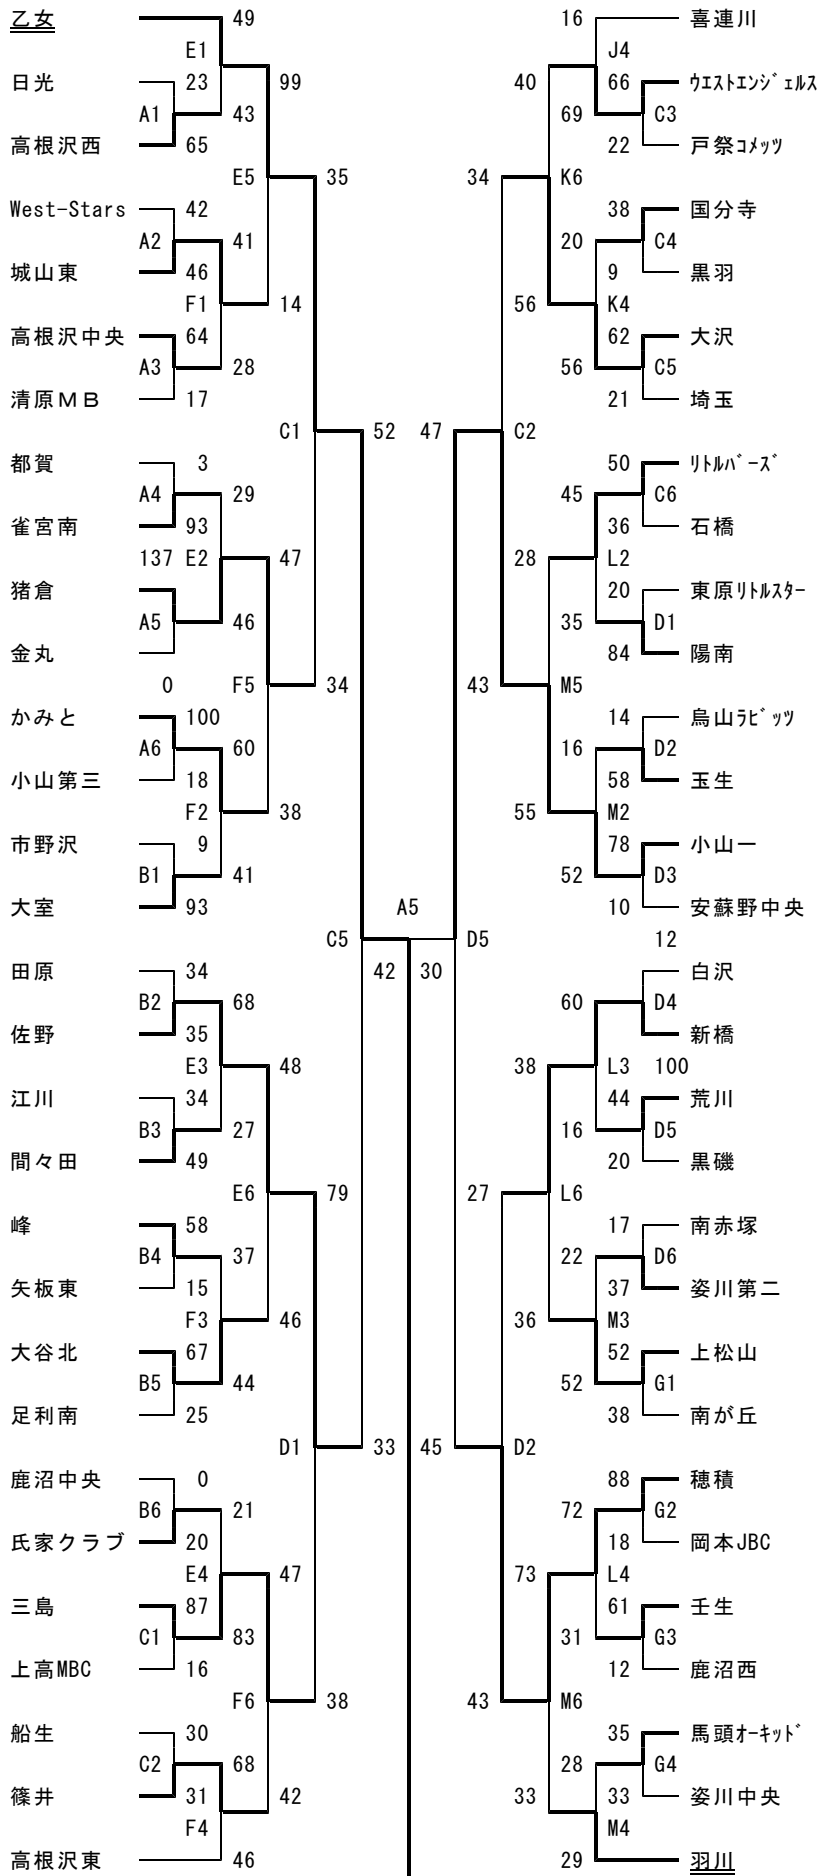 乙女 49 16 喜連川
E1 J4
日光 23 99 40 66 ウエストエンジェルス
A1 43 69 C3
高根沢西 65 22 戸祭コメッツ
E5 35 34 K6
West-Stars 42 38 国分寺
A2 41 20 C4
城山東 46 9 黒羽
F1 14 56 K4
高根沢中央 64 62 大沢
A3 28 56 C5
清原ＭＢ 17 21 埼玉
C1 52 47 C2
都賀 3 50 リトルバーズ
A4 29 45 C6
雀宮南 93 36 石橋
137 E2 47 28 L2
猪倉 20 東原リトルスター
A5 46 35 D1
金丸 84 陽南
0 F5 34 43 M5
かみと 100 14 烏山ラビッツ
A6 60 16 D2
小山第三 18 58 玉生
F2 38 55 M2
市野沢 9 78 小山一
B1 41 52 D3
大室 93 A5 10 安蘇野中央
C5 D5 12
田原 34 42 30 白沢
B2 68 60 D4
佐野 35 新橋
E3 48 38 L3 100
江川 34 44 荒川
B3 27 16 D5
間々田 49 20 黒磯
E6 79 27 L6
峰 58 17 南赤塚
B4 37 22 D6
矢板東 15 37 姿川第二
F3 46 36 M3
大谷北 67 52 上松山
B5 44 52 G1
足利南 25 38 南が丘
D1 33 45 D2
鹿沼中央 0 88 穂積
B6 21 72 G2
氏家クラブ 20 18 岡本JBC
E4 47 73 L4
三島 87 61 壬生
C1 83 31 G3
上高MBC 16 12 鹿沼西
F6 38 43 M6
船生 30 35 馬頭オーキッド
C2 68 28 G4
篠井 31 42 33 33 姿川中央
F4 M4
高根沢東 46 29 羽川